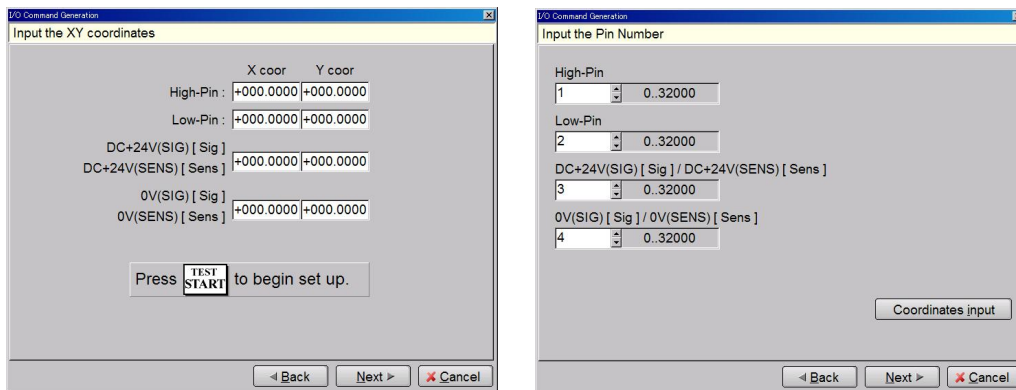 I/O Command Generation
Input the XY coordinates
X coor Y coor
High-Pin : +000.0000 +000.0000
Low-Pin : +000.0000 +000.0000
DC+24V(SIG) [ Sig ]
DC+24V(SENS) [ Sens ] +000.0000 +000.0000
0V(SIG) [ Sig ]
0V(SENS) [ Sens ] +000.0000 +000.0000
Press TEST START to begin set up.
Back Next Cancel
I/O Command Generation
Input the Pin Number
High-Pin
1 0..32000
Low-Pin
2 0..32000
DC+24V(SIG) [ Sig ] / DC+24V(SENS) [ Sens ]
3 0..32000
0V(SIG) [ Sig ] / 0V(SENS) [ Sens ]
4 0..32000
Coordinates input
Back Next Cancel